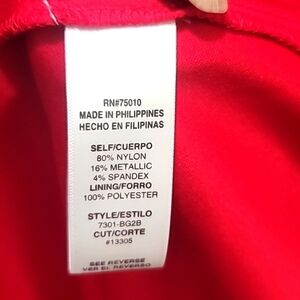 RN#75010
MADE IN PHILIPPINES
HECHO EN FILIPINAS
SELF/CUERPO
80% NYLON
16% METALLIC
4% SPANDEX
LINING/FORRO
100% POLYESTER
STYLE/ESTILO
7301-BG2B
CUT/CORTE
#13305
SEE REVERSE
VER EL REVERSO